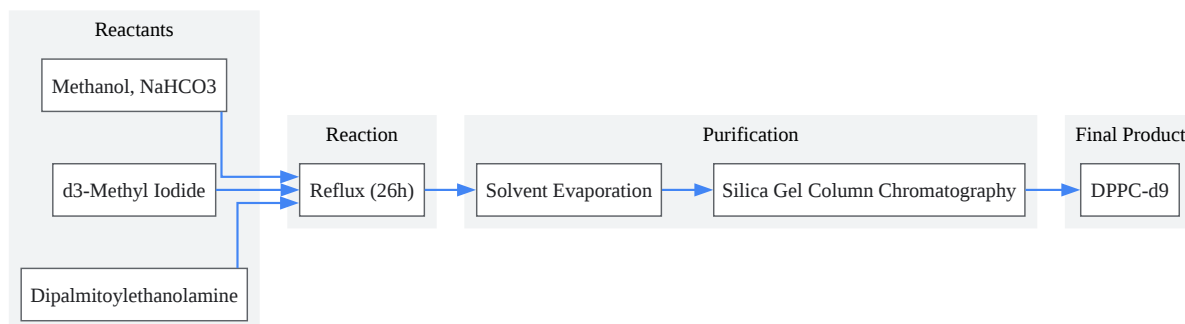 Reactants
Methanol, NaHCO3
d3-Methyl Iodide
Dipalmitoylethanolamine
Reaction
Reflux (26h)
Purification
Solvent Evaporation
Silica Gel Column Chromatography
Final Product
DPPC-d9